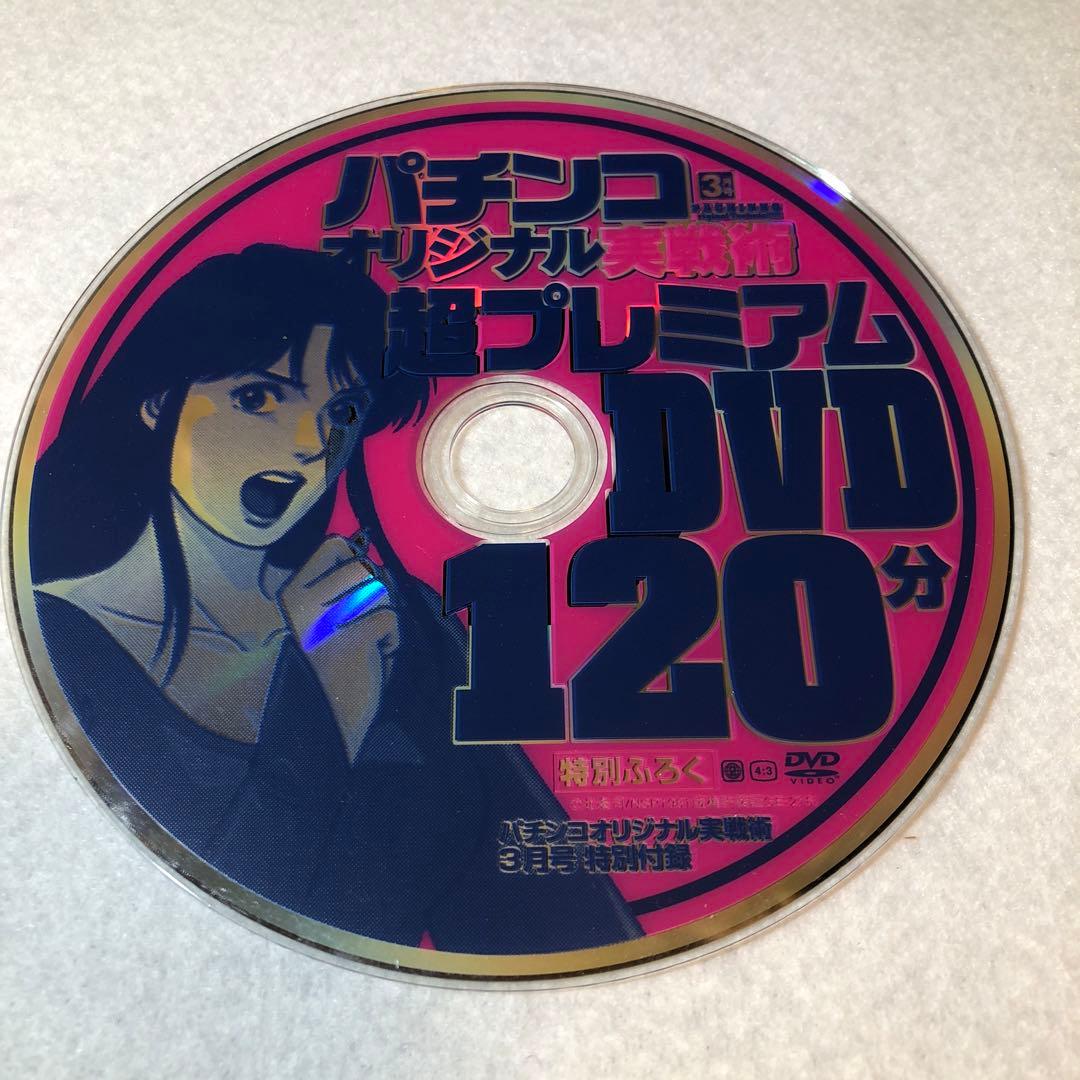 パチンコ 3月号
オリジナル実戦術
超プレミアム
DVD
120分
特別ふろく 4:3 DVD VIDEO
パチンコオリジナル実戦術
3月号 特別付録